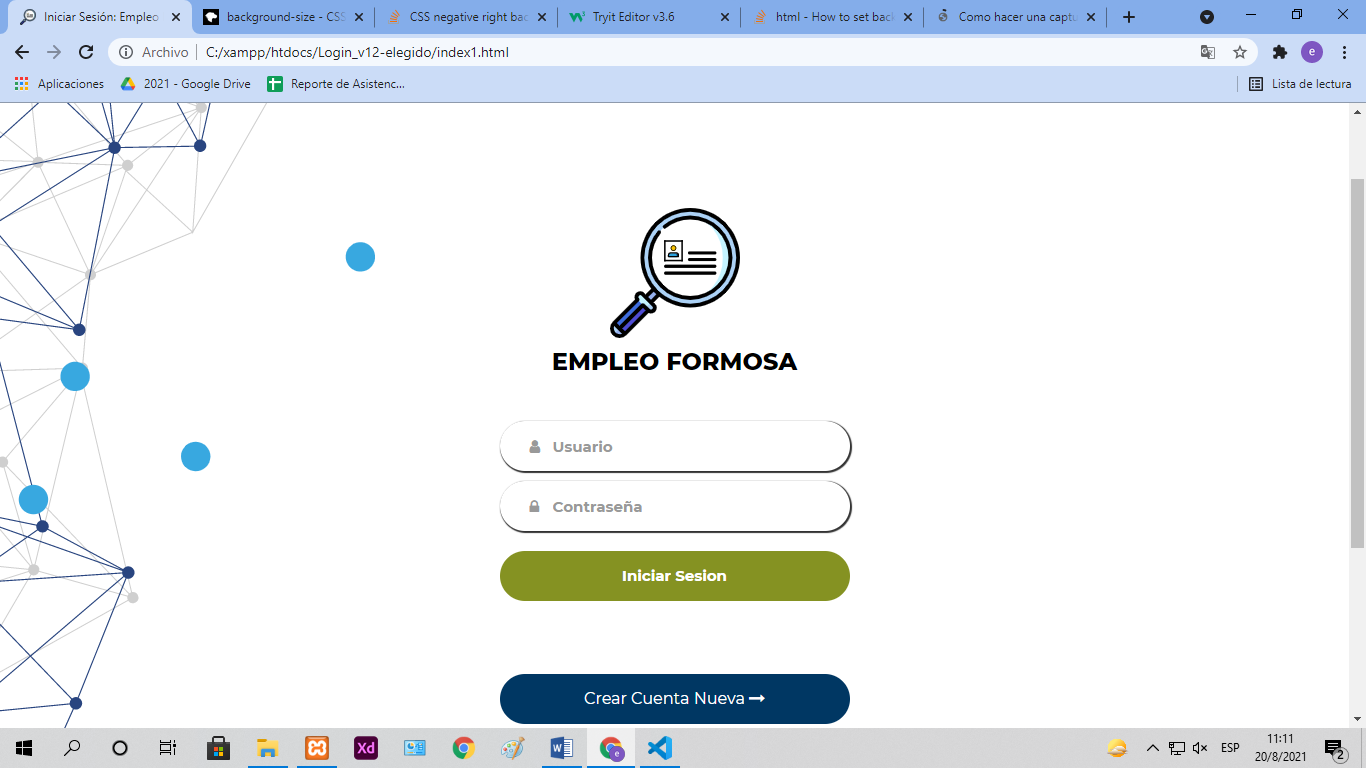 Iniciar Sesión: Empleo
background-size - CSS
CSS negative right bac
Tryit Editor v3.6
html - How to set back
Como hacer una captu
Archivo
C:/xampp/htdocs/Login_v12-elegido/index1.html
e
Aplicaciones
2021 - Google Drive
Reporte de Asistenc...
Lista de lectura
EMPLEO FORMOSA
Usuario
Contraseña
Iniciar Sesion
Crear Cuenta Nueva
Xd
W
e
ESP
11:11
20/8/2021
2